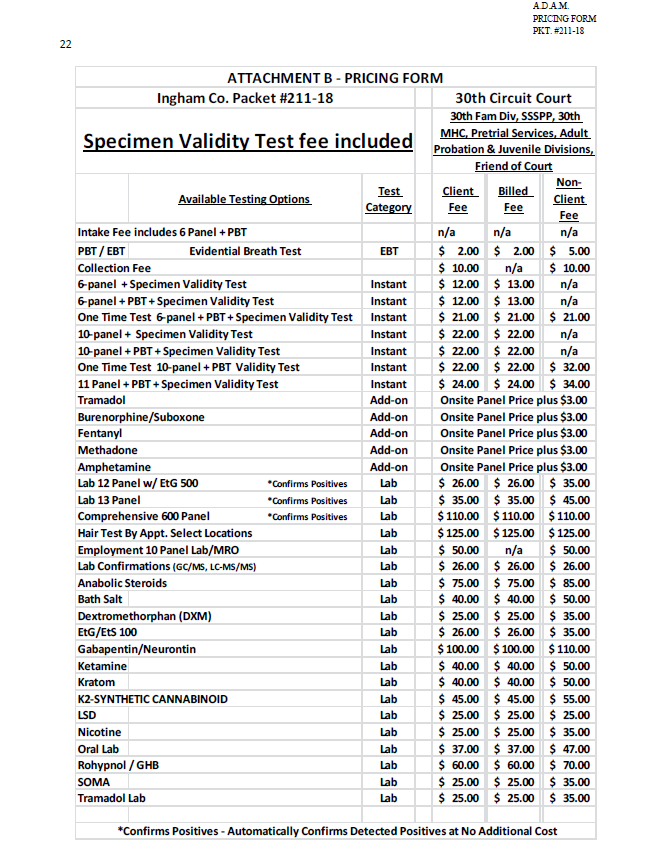 A.D.A.M.
PRICING FORM
PKT. #211-18
22
ATTACHMENT B - PRICING FORM
Ingham Co. Packet #211-18 30th Circuit Court
Specimen Validity Test fee included
30th Fam Div, SSSPP, 30th
MHC, Pretrial Services, Adult
Probation & Juvenile Divisions,
Friend of Court
Available Testing Options Test Category Client Fee Billed Fee Non-Client Fee
Intake Fee includes 6 Panel + PBT n/a n/a n/a
PBT / EBT Evidential Breath Test EBT $ 2.00 $ 2.00 $ 5.00
Collection Fee $ 10.00 n/a $ 10.00
6-panel + Specimen Validity Test Instant $ 12.00 $ 13.00 n/a
6-panel + PBT + Specimen Validity Test Instant $ 12.00 $ 13.00 n/a
One Time Test 6-panel + PBT + Specimen Validity Test Instant $ 21.00 $ 21.00 $ 21.00
10-panel + Specimen Validity Test Instant $ 22.00 $ 22.00 n/a
10-panel + PBT + Specimen Validity Test Instant $ 22.00 $ 22.00 n/a
One Time Test 10-panel + PBT Validity Test Instant $ 22.00 $ 22.00 $ 32.00
11 Panel + PBT + Specimen Validity Test Instant $ 24.00 $ 24.00 $ 34.00
Tramadol Add-on Onsite Panel Price plus $3.00
Burenorphine/Suboxone Add-on Onsite Panel Price plus $3.00
Fentanyl Add-on Onsite Panel Price plus $3.00
Methadone Add-on Onsite Panel Price plus $3.00
Amphetamine Add-on Onsite Panel Price plus $3.00
Lab 12 Panel w/ EtG 500 *Confirms Positives Lab $ 26.00 $ 26.00 $ 35.00
Lab 13 Panel *Confirms Positives Lab $ 35.00 $ 35.00 $ 45.00
Comprehensive 600 Panel *Confirms Positives Lab $ 110.00 $ 110.00 $ 110.00
Hair Test By Appt. Select Locations Lab $ 125.00 $ 125.00 $ 125.00
Employment 10 Panel Lab/MRO Lab $ 50.00 n/a $ 50.00
Lab Confirmations (GC/MS, LC-MS/MS) Lab $ 26.00 $ 26.00 $ 26.00
Anabolic Steroids Lab $ 75.00 $ 75.00 $ 85.00
Bath Salt Lab $ 40.00 $ 40.00 $ 50.00
Dextromethorphan (DXM) Lab $ 25.00 $ 25.00 $ 35.00
EtG/EtS 100 Lab $ 26.00 $ 26.00 $ 35.00
Gabapentin/Neurontin Lab $ 100.00 $ 100.00 $ 110.00
Ketamine Lab $ 40.00 $ 40.00 $ 50.00
Kratom Lab $ 40.00 $ 40.00 $ 50.00
K2-SYNTHETIC CANNABINOID Lab $ 45.00 $ 45.00 $ 55.00
LSD Lab $ 25.00 $ 25.00 $ 25.00
Nicotine Lab $ 25.00 $ 25.00 $ 35.00
Oral Lab Lab $ 37.00 $ 37.00 $ 47.00
Rohypnol / GHB Lab $ 60.00 $ 60.00 $ 70.00
SOMA Lab $ 25.00 $ 25.00 $ 35.00
Tramadol Lab Lab $ 25.00 $ 25.00 $ 35.00
*Confirms Positives - Automatically Confirms Detected Positives at No Additional Cost